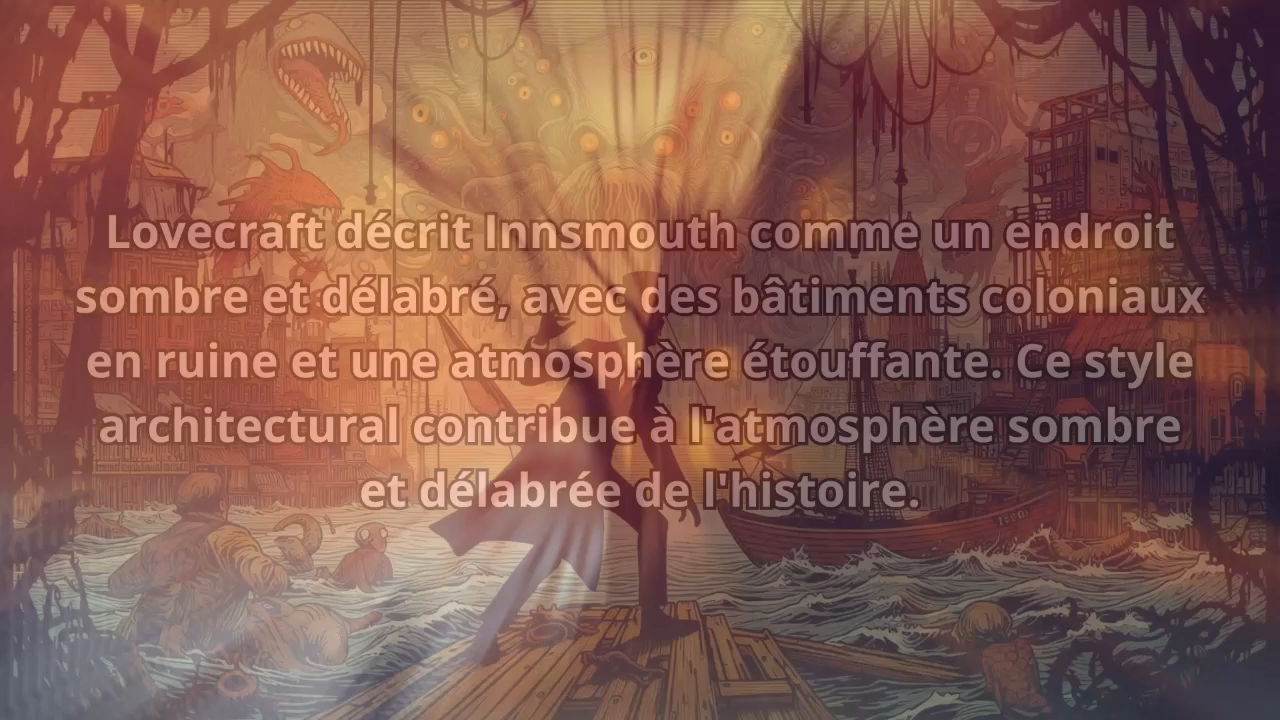 Lovecraft décrit Innsmouth comme un endroit
sombre et délabré, avec des bâtiments coloniaux
en ruine et une atmosphère étouffante. Ce style
architectural contribue à l'atmosphère sombre
et délabrée de l'histoire.